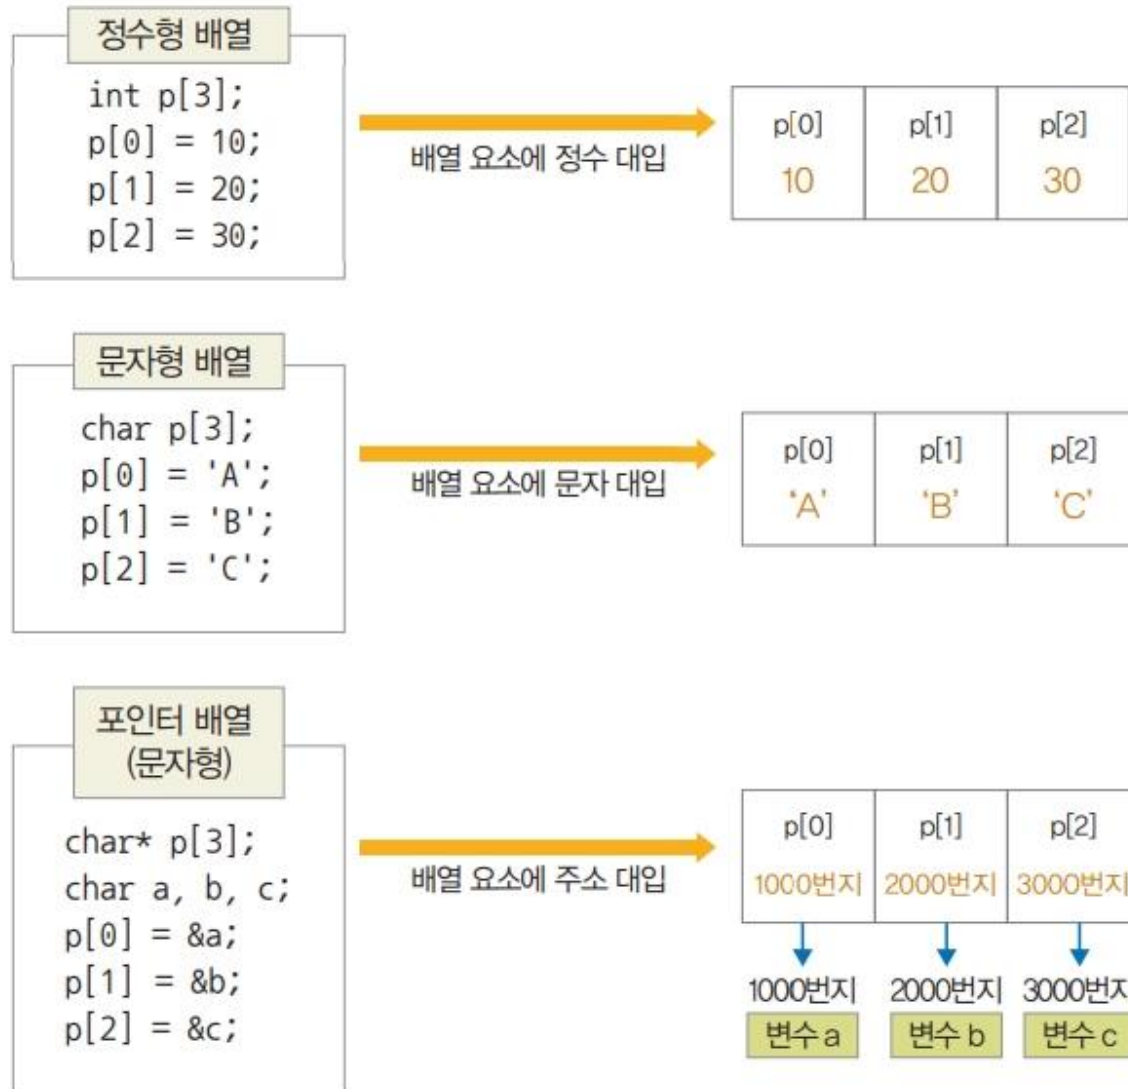 정수형 배열
int p[3];
p[0] = 10;
p[1] = 20;
p[2] = 30;
배열 요소에 정수 대입
p[0] p[1] p[2]
10 20 30
문자형 배열
char p[3];
p[0] = 'A';
p[1] = 'B';
p[2] = 'C';
배열 요소에 문자 대입
p[0] p[1] p[2]
‘A’ ‘B’ ‘C’
포인터 배열
(문자형)
char* p[3];
char a, b, c;
p[0] = &a;
p[1] = &b;
p[2] = &c;
배열 요소에 주소 대입
p[0] p[1] p[2]
1000번지 2000번지 3000번지
1000번지 2000번지 3000번지
변수 a 변수 b 변수 c